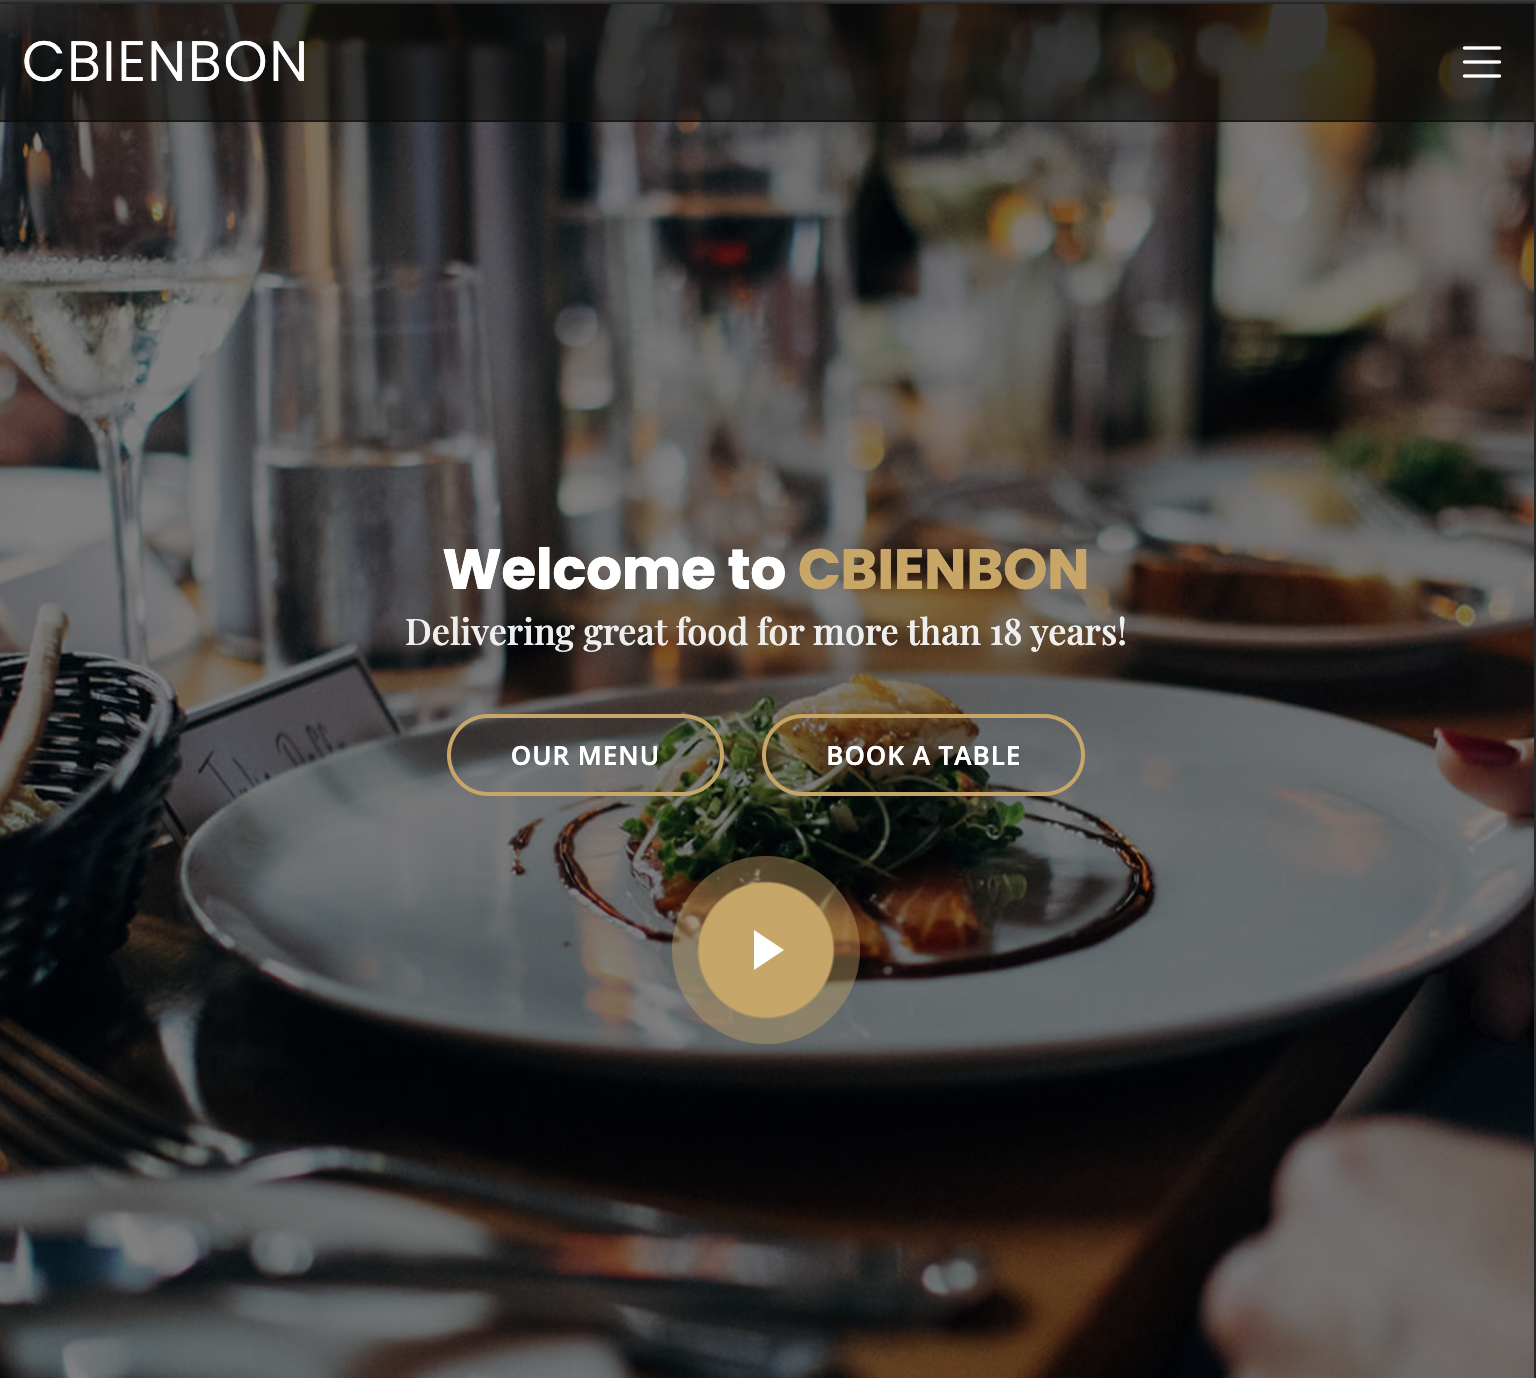 CBIENBON
Welcome to CBIENBON
Delivering great food for more than 18 years!
OUR MENU
BOOK A TABLE